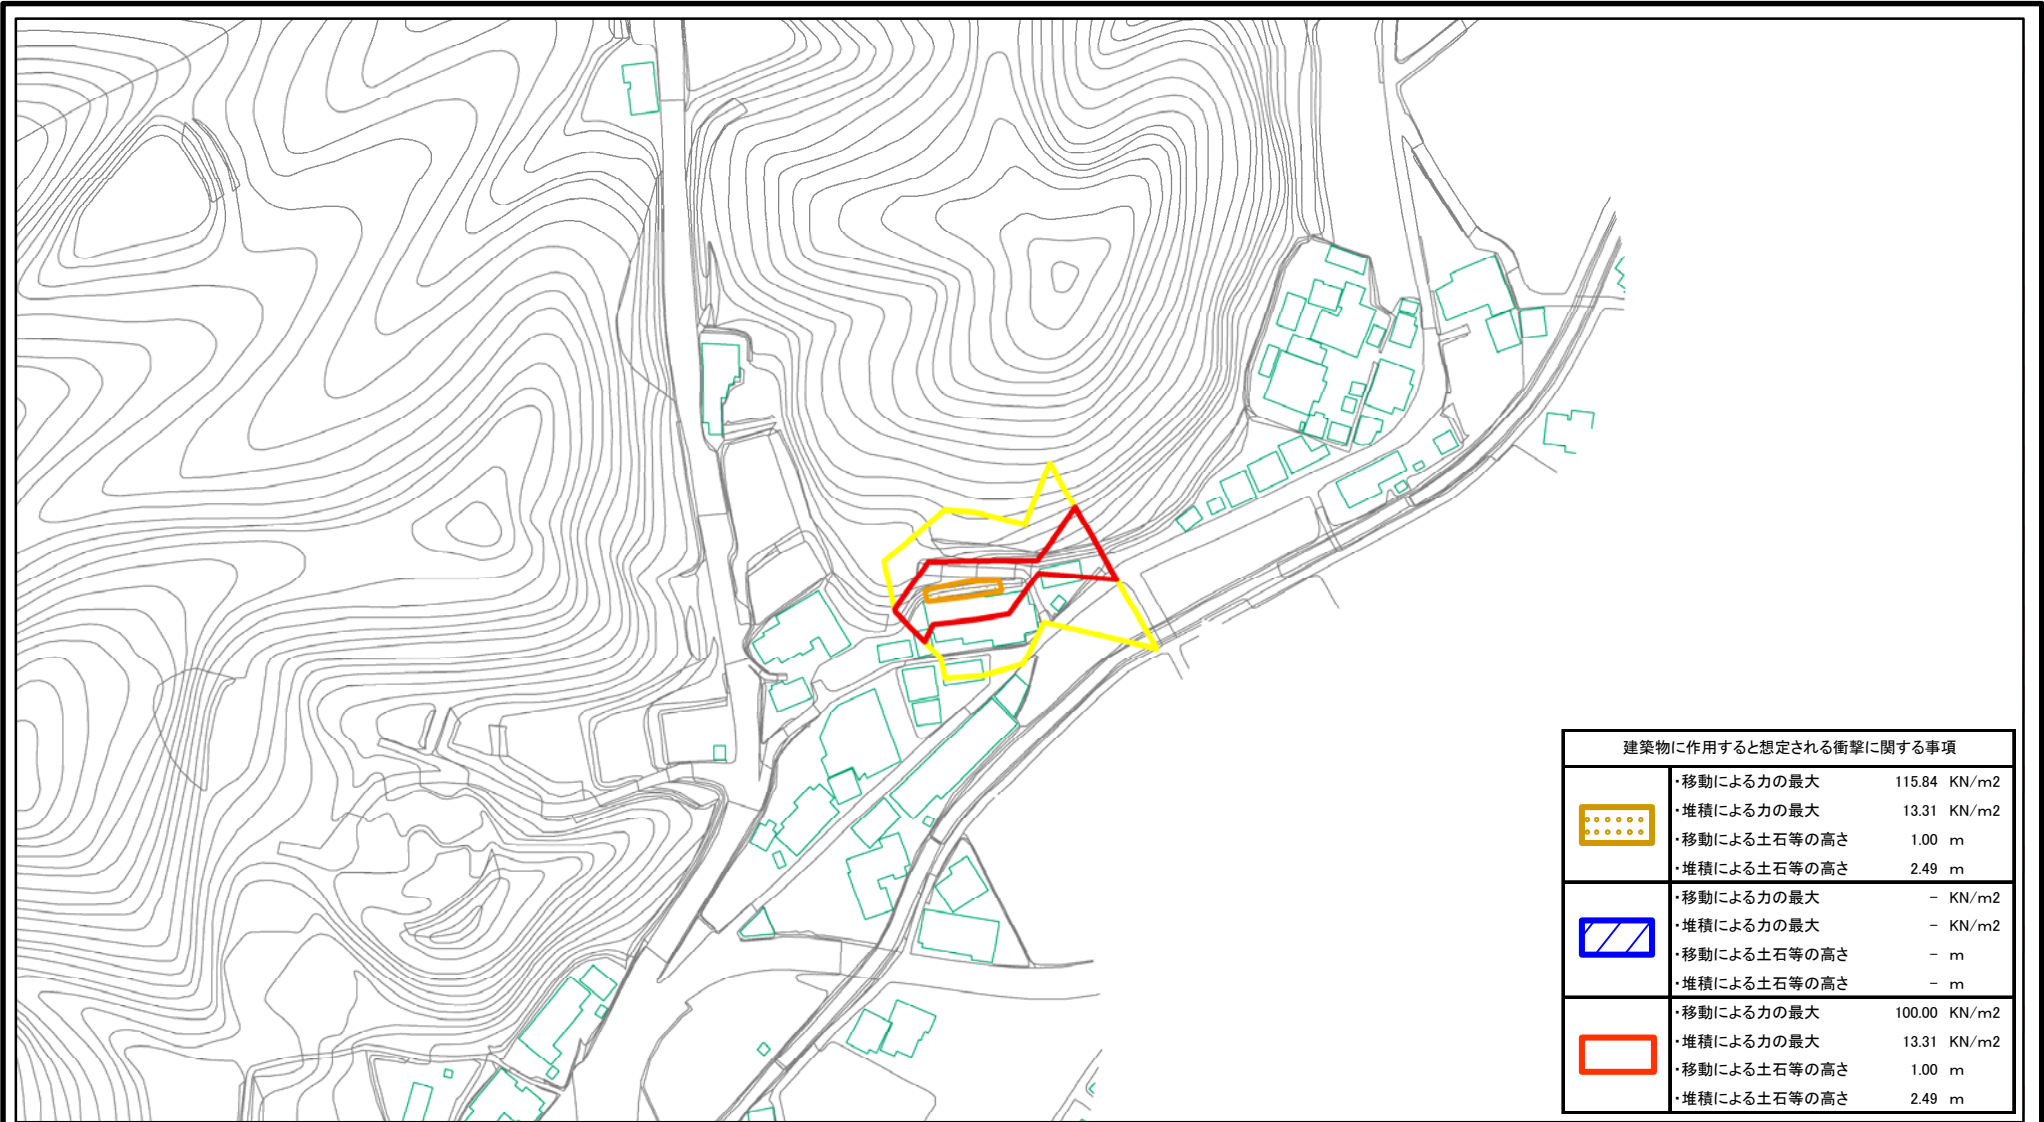 建築物に作用すると想定される衝撃に関する事項
・移動による力の最大 115.84 KN/m2
・堆積による力の最大 13.31 KN/m2
・移動による土石等の高さ 1.00 m
・堆積による土石等の高さ 2.49 m
・移動による力の最大 － KN/m2
・堆積による力の最大 － KN/m2
・移動による土石等の高さ － m
・堆積による土石等の高さ － m
・移動による力の最大 100.00 KN/m2
・堆積による力の最大 13.31 KN/m2
・移動による土石等の高さ 1.00 m
・堆積による土石等の高さ 2.49 m